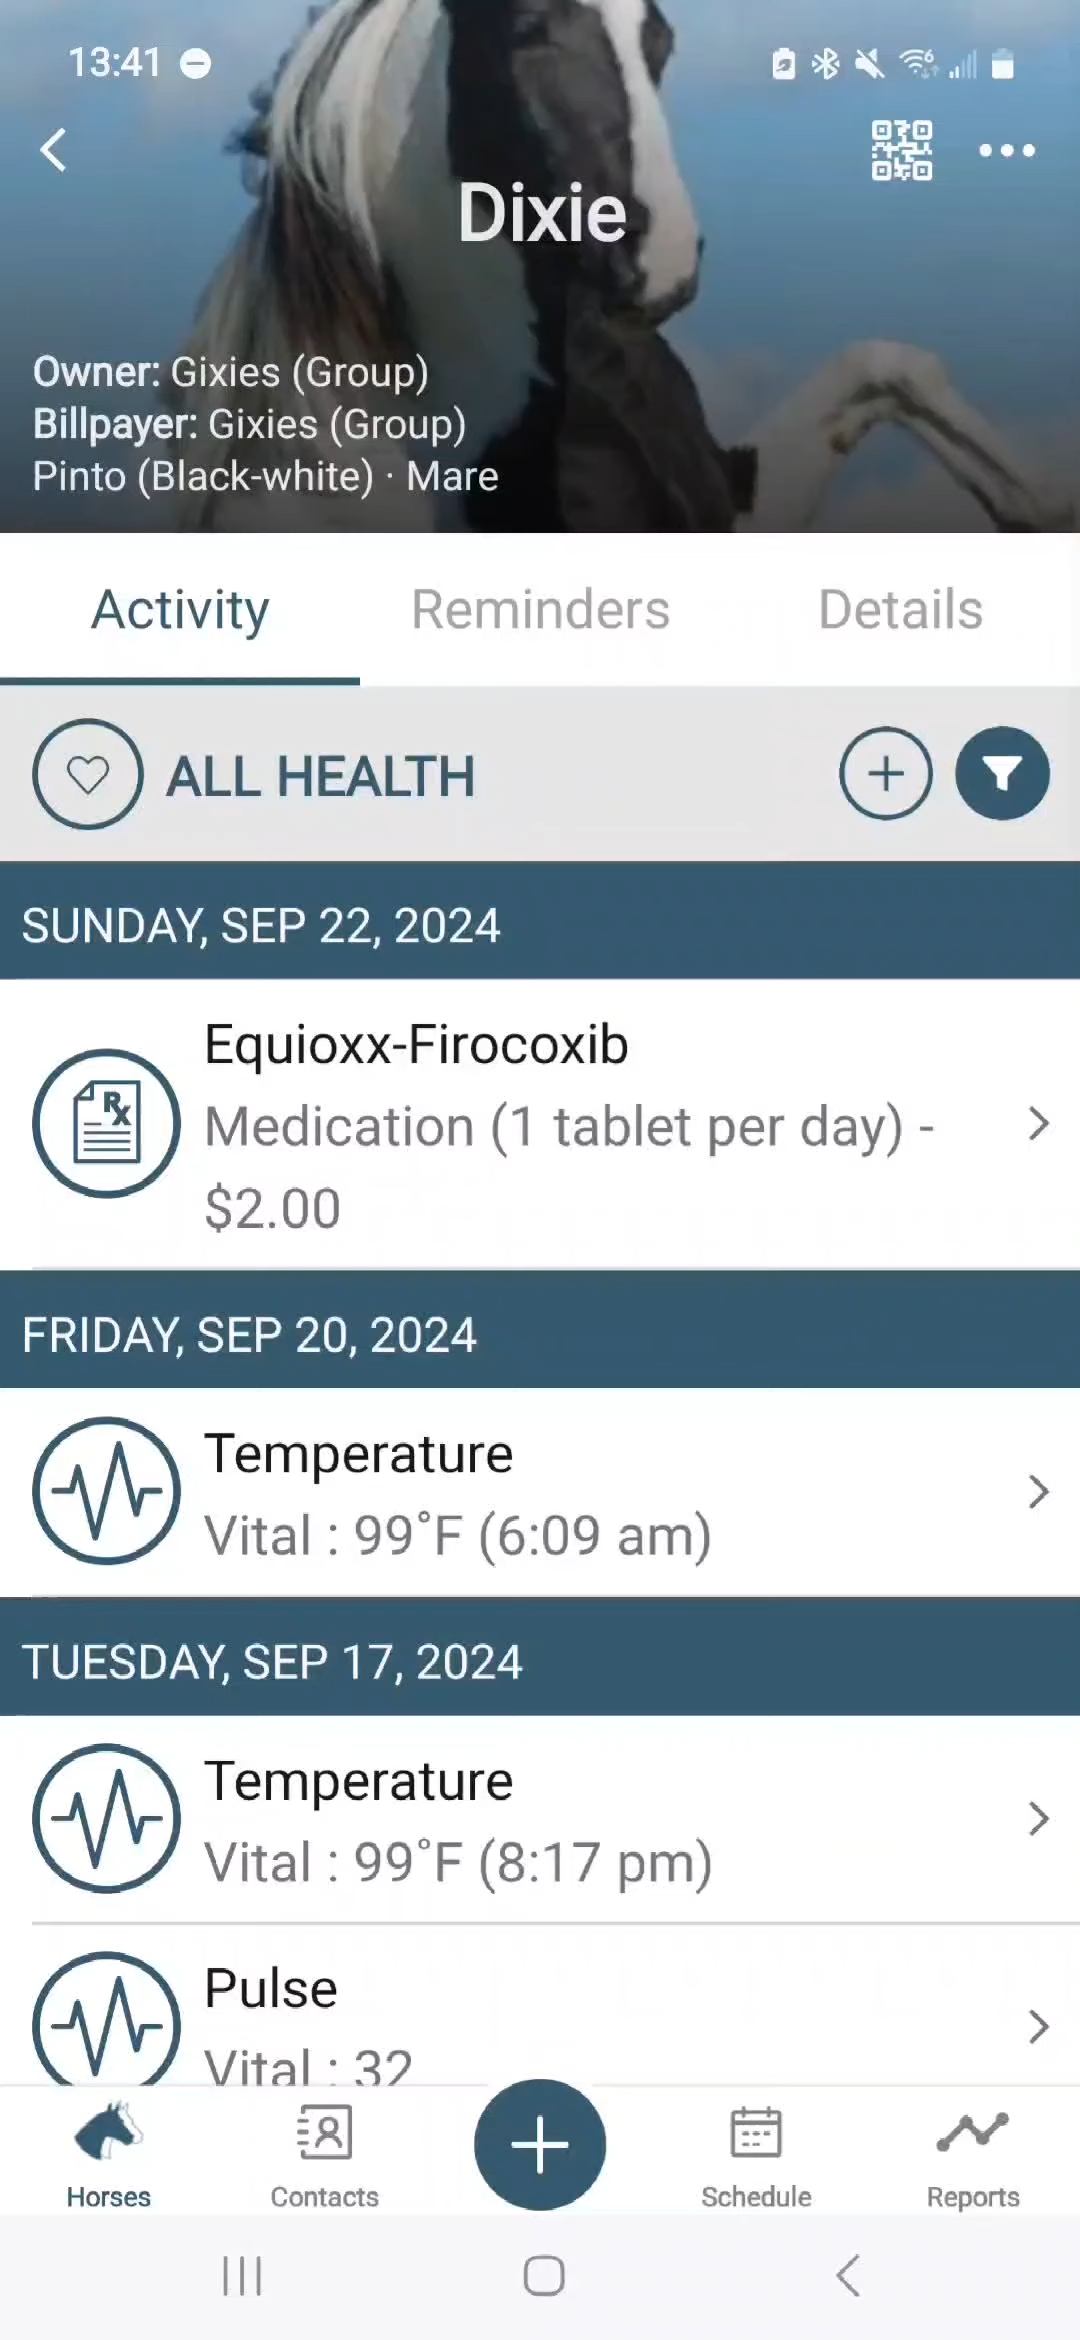 13:41
Dixie
Owner: Gixies (Group)
Billpayer: Gixies (Group)
Pinto (Black-white) · Mare
Activity Reminders Details
ALL HEALTH
SUNDAY, SEP 22, 2024
Equioxx-Firocoxib
Medication (1 tablet per day) -
$2.00
FRIDAY, SEP 20, 2024
Temperature
Vital : 99°F (6:09 am)
TUESDAY, SEP 17, 2024
Temperature
Vital : 99°F (8:17 pm)
Pulse
Vital : 32
Horses Contacts Schedule Reports